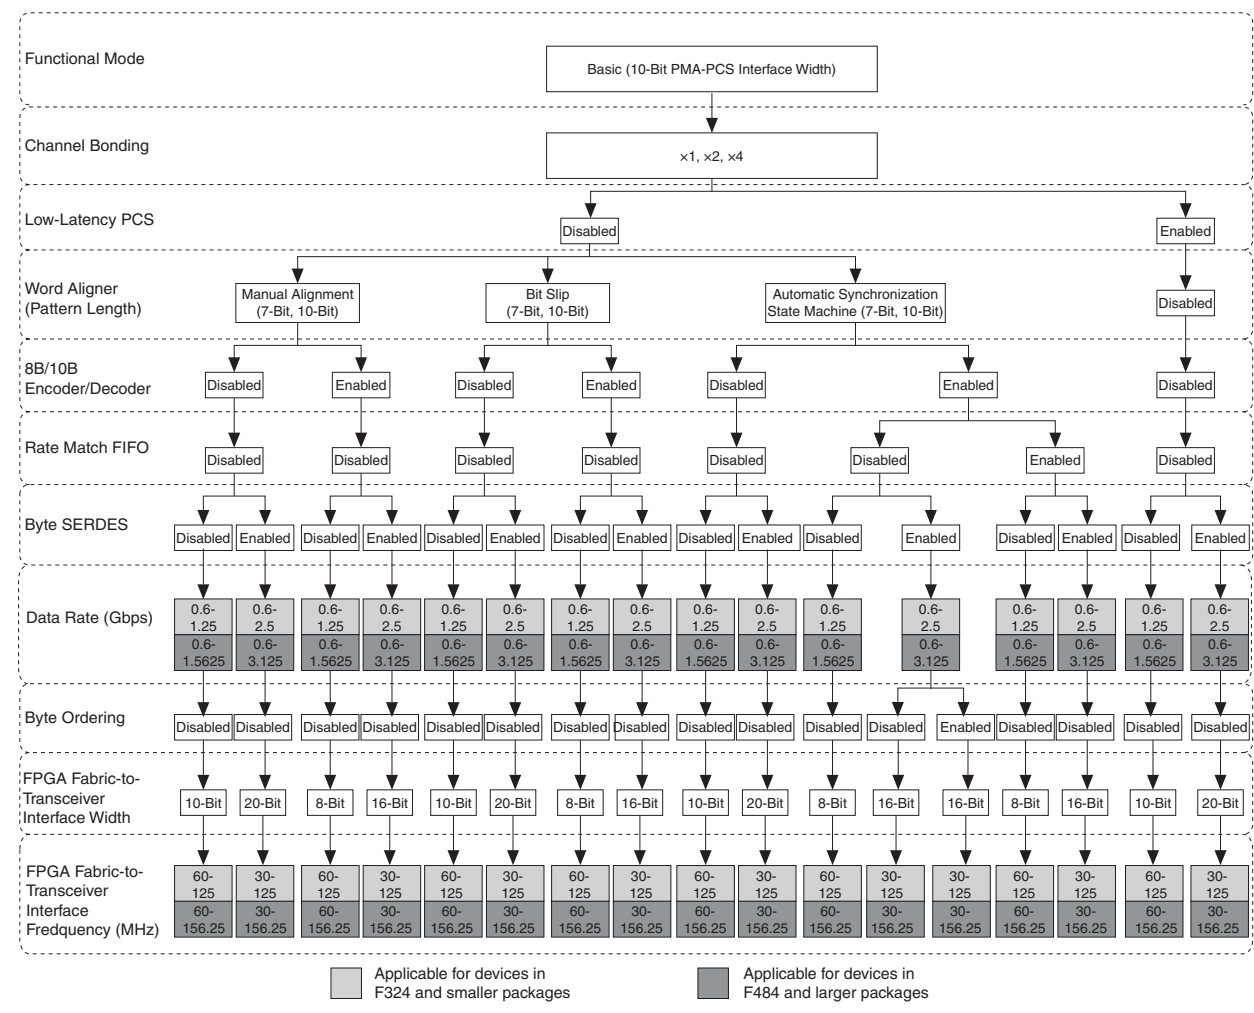 Functional Mode
Basic (10-Bit PMA-PCS Interface Width)
Channel Bonding
×1, ×2, ×4
Low-Latency PCS
Disabled
Enabled
Word Aligner
(Pattern Length)
Manual Alignment
(7-Bit, 10-Bit)
Bit Slip
(7-Bit, 10-Bit)
Automatic Synchronization
State Machine (7-Bit, 10-Bit)
Disabled
8B/10B
Encoder/Decoder
Disabled Enabled Disabled Enabled Disabled Enabled Disabled
Rate Match FIFO
Disabled Disabled Disabled Disabled Disabled Disabled Enabled Disabled
Byte SERDES
Disabled Enabled Disabled Enabled Disabled Enabled Disabled Enabled Disabled Enabled Disabled Enabled Disabled Enabled Disabled Enabled
Data Rate (Gbps)
0.6- 0.6- 0.6- 0.6- 0.6- 0.6- 0.6- 0.6- 0.6- 0.6- 0.6- 0.6- 0.6- 0.6- 0.6- 0.6-
1.25 2.5 1.25 2.5 1.25 2.5 1.25 2.5 1.25 2.5 1.25 2.5 1.25 2.5 1.25 2.5
0.6- 0.6- 0.6- 0.6- 0.6- 0.6- 0.6- 0.6- 0.6- 0.6- 0.6- 0.6- 0.6- 0.6- 0.6- 0.6-
1.5625 3.125 1.5625 3.125 1.5625 3.125 1.5625 3.125 1.5625 3.125 1.5625 3.125 1.5625 3.125 1.5625 3.125
Byte Ordering
Disabled Disabled Disabled Disabled Disabled Disabled Disabled Disabled Disabled Disabled Disabled Disabled Enabled Disabled Disabled Disabled Disabled
FPGA Fabric-to-
Transceiver
Interface Width
10-Bit 20-Bit 8-Bit 16-Bit 10-Bit 20-Bit 8-Bit 16-Bit 10-Bit 20-Bit 8-Bit 16-Bit 16-Bit 8-Bit 16-Bit 10-Bit 20-Bit
FPGA Fabric-to-
Transceiver
Interface
Fredquency (MHz)
60- 30- 60- 30- 60- 30- 60- 30- 60- 30- 60- 30- 30- 60- 30- 60- 30-
125 125 125 125 125 125 125 125 125 125 125 125 125 125 125 125 125
60- 30- 60- 30- 60- 30- 60- 30- 60- 30- 60- 30- 30- 60- 30- 60- 30-
156.25 156.25 156.25 156.25 156.25 156.25 156.25 156.25 156.25 156.25 156.25 156.25 156.25 156.25 156.25 156.25 156.25
Applicable for devices in
F324 and smaller packages
Applicable for devices in
F484 and larger packages